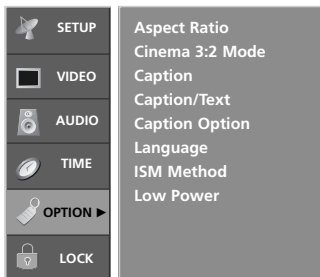 SETUP
VIDEO
AUDIO
TIME
OPTION ►
LOCK
Aspect Ratio
Cinema 3:2 Mode
Caption
Caption/Text
Caption Option
Language
ISM Method
Low Power